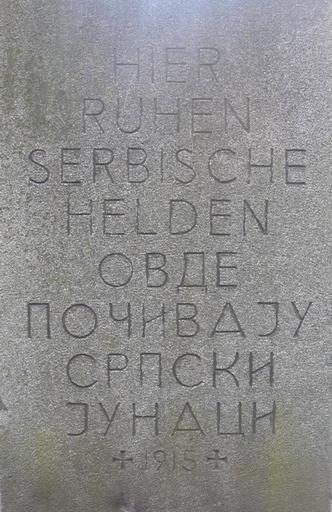 HIER
RUHEN
SERBISCHE
HELDEN
ОВДЕ
ПОЧИВАЈУ
СРПСКИ
ЈУНАЦИ
✠1915✠